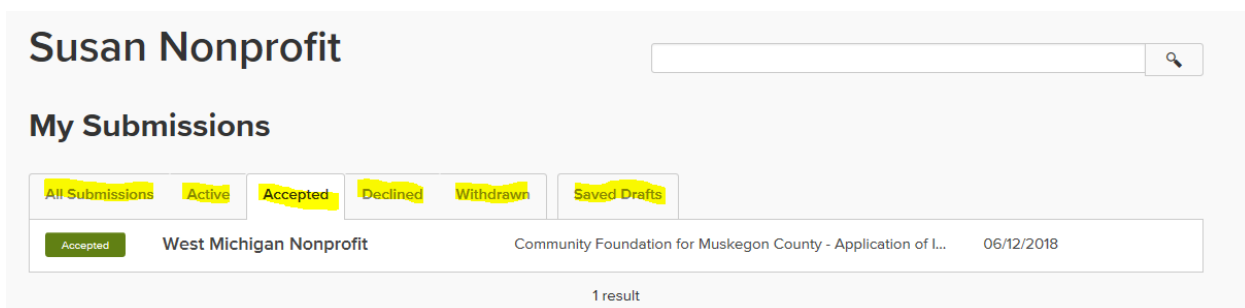 Susan Nonprofit
My Submissions
All Submissions Active Accepted Declined Withdrawn Saved Drafts
Accepted West Michigan Nonprofit Community Foundation for Muskegon County - Application of I... 06/12/2018
1 result